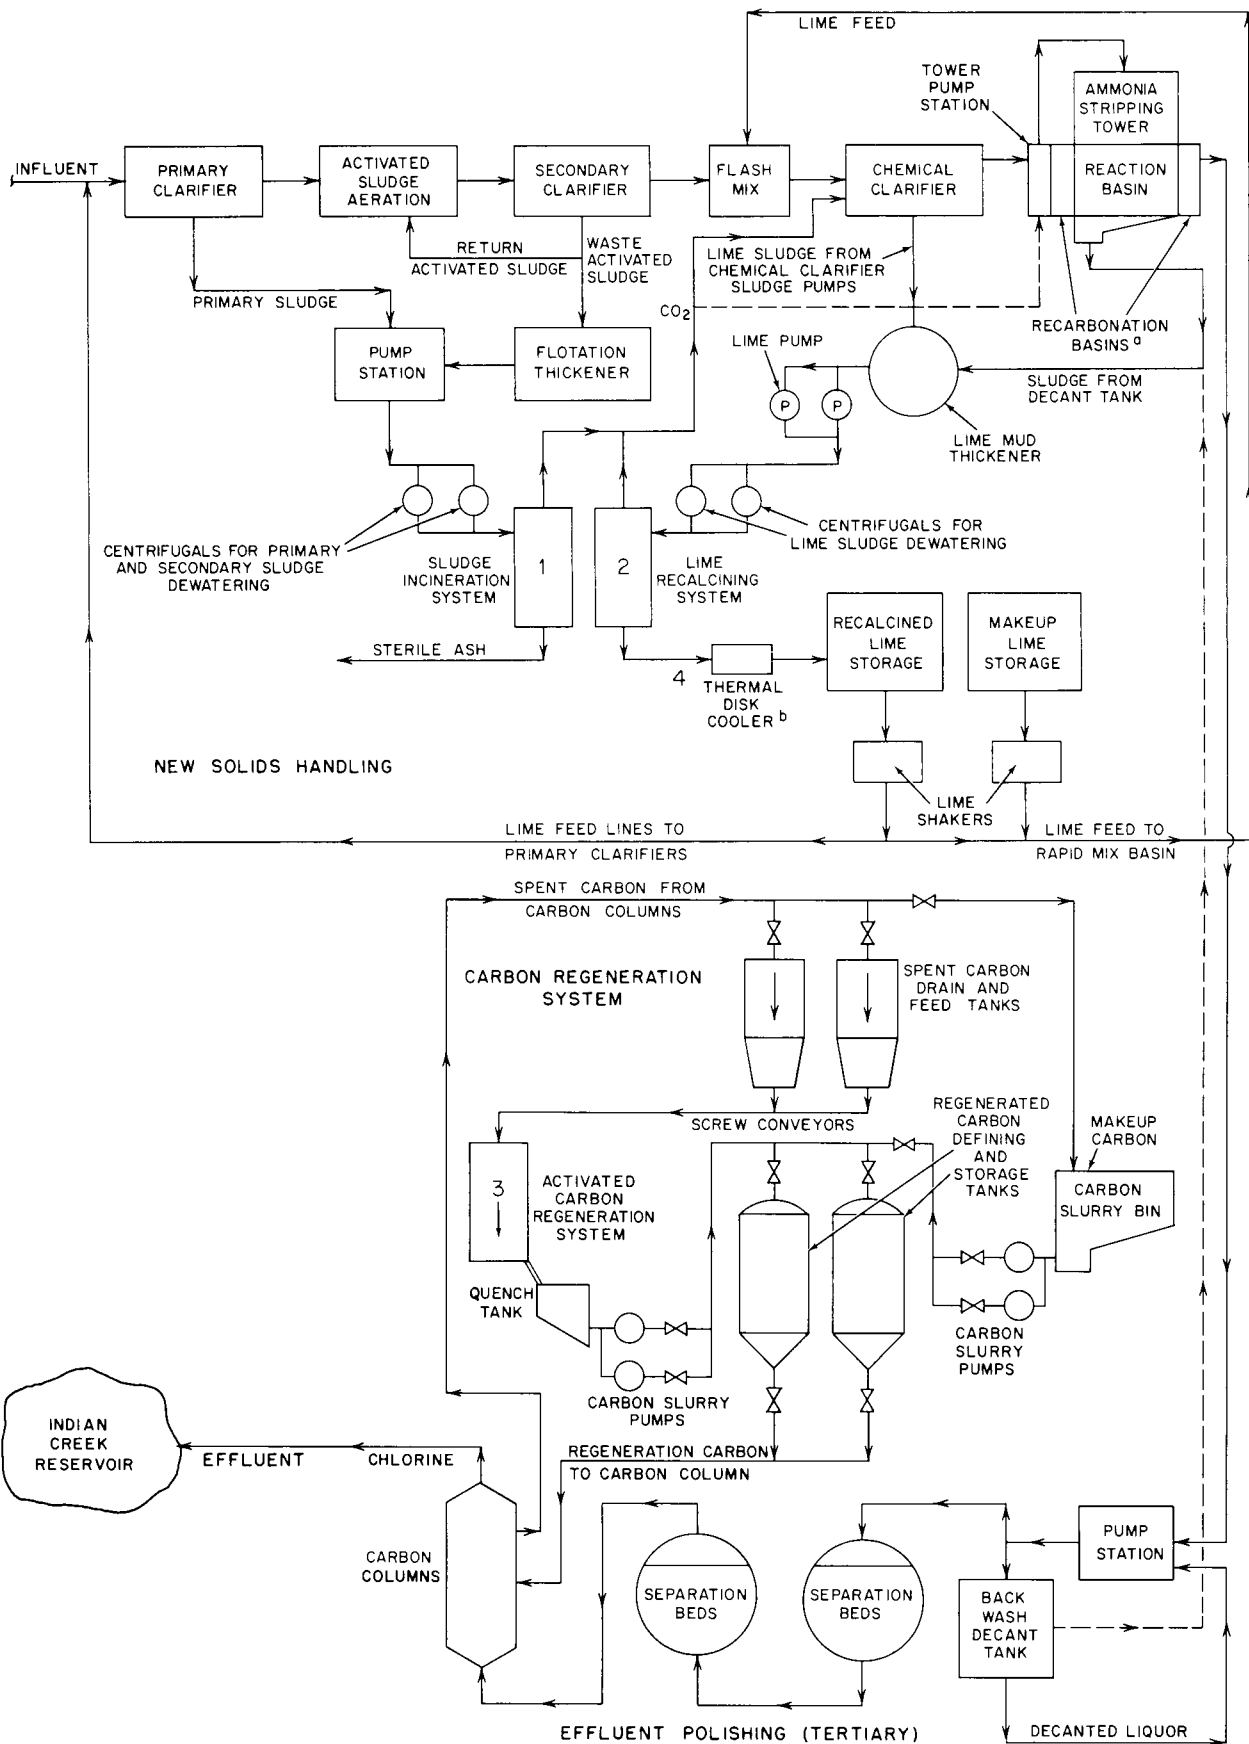 LIME FEED
TOWER
PUMP
STATION
AMMONIA
STRIPPING
TOWER
INFLUENT
PRIMARY
CLARIFIER
ACTIVATED
SLUDGE
AERATION
SECONDARY
CLARIFIER
FLASH
MIX
CHEMICAL
CLARIFIER
REACTION
BASIN
RETURN
ACTIVATED SLUDGE
WASTE
ACTIVATED
SLUDGE
LIME SLUDGE FROM
CHEMICAL CLARIFIER
SLUDGE PUMPS
PRIMARY SLUDGE
CO2
RECARBONATION
BASINS a
PUMP
STATION
FLOTATION
THICKENER
LIME PUMP
P
P
SLUDGE FROM
DECANT TANK
LIME MUD
THICKENER
CENTRIFUGALS FOR PRIMARY
AND SECONDARY SLUDGE
DEWATERING
SLUDGE
INCINERATION
SYSTEM
1
2
LIME
RECALCINING
SYSTEM
CENTRIFUGALS FOR
LIME SLUDGE DEWATERING
STERILE ASH
4
THERMAL
DISK
COOLER b
RECALCINED
LIME
STORAGE
MAKEUP
LIME
STORAGE
NEW SOLIDS HANDLING
LIME
SHAKERS
LIME FEED LINES TO
PRIMARY CLARIFIERS
LIME FEED TO
RAPID MIX BASIN
SPENT CARBON FROM
CARBON COLUMNS
CARBON REGENERATION
SYSTEM
SPENT CARBON
DRAIN AND
FEED TANKS
SCREW CONVEYORS
REGENERATED
CARBON
DEFINING
AND
STORAGE
TANKS
MAKEUP
CARBON
3
ACTIVATED
CARBON
REGENERATION
SYSTEM
CARBON
SLURRY BIN
QUENCH
TANK
CARBON SLURRY
PUMPS
CARBON
SLURRY
PUMPS
INDIAN
CREEK
RESERVOIR
EFFLUENT
CHLORINE
REGENERATION CARBON
TO CARBON COLUMN
CARBON
COLUMNS
SEPARATION
BEDS
SEPARATION
BEDS
PUMP
STATION
BACK
WASH
DECANT
TANK
EFFLUENT POLISHING (TERTIARY)
DECANTED LIQUOR